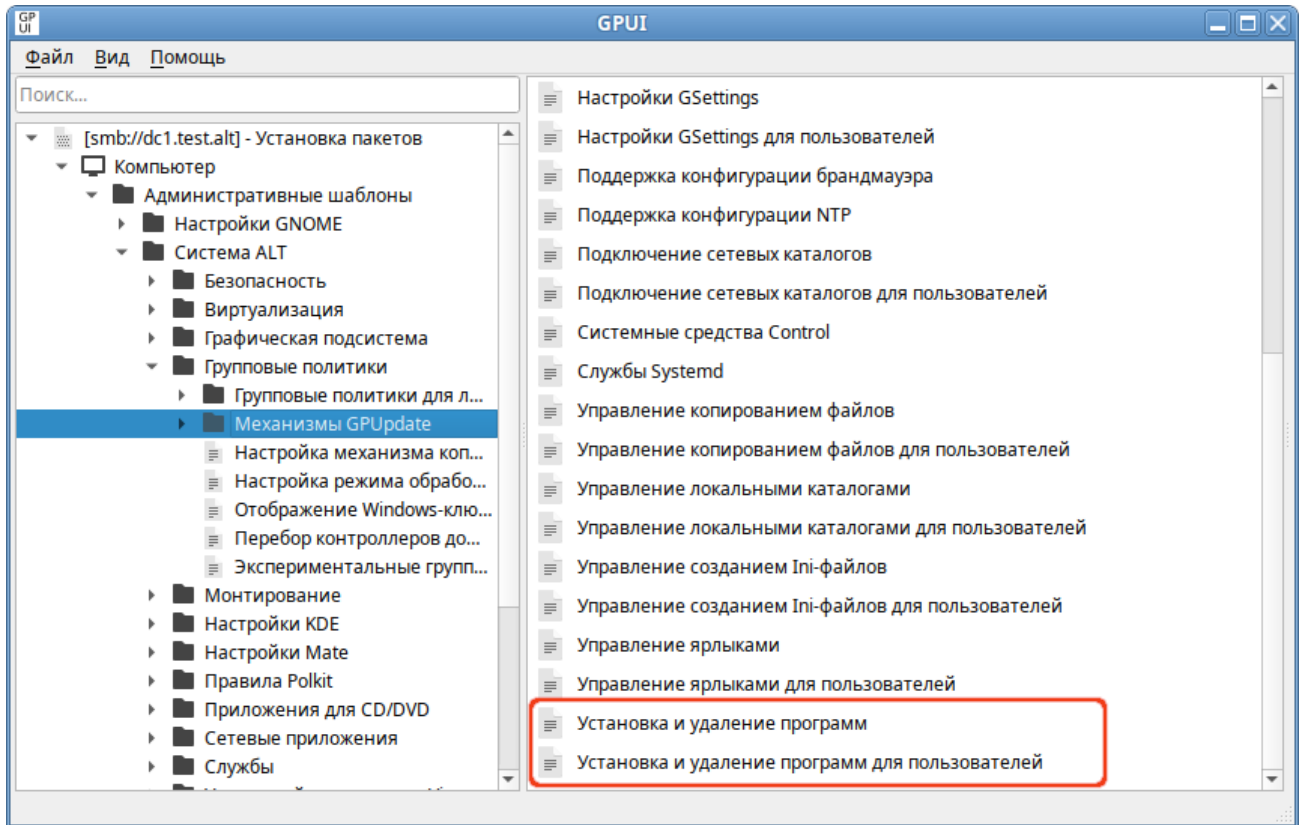 GP
UI
GPUI
Файл Вид Помощь
Поиск...
[smb://dc1.test.alt] - Установка пакетов
Компьютер
Административные шаблоны
Настройки GNOME
Система ALT
Безопасность
Виртуализация
Графическая подсистема
Групповые политики
Групповые политики для л...
Механизмы GPUpdate
Настройка механизма коп...
Настройка режима обрабо...
Отображение Windows-клю...
Перебор контроллеров до...
Экспериментальные групп...
Монтирование
Настройки KDE
Настройки Mate
Правила Polkit
Приложения для CD/DVD
Сетевые приложения
Службы
Настройки GSettings
Настройки GSettings для пользователей
Поддержка конфигурации брандмауэра
Поддержка конфигурации NTP
Подключение сетевых каталогов
Подключение сетевых каталогов для пользователей
Системные средства Control
Службы Systemd
Управление копированием файлов
Управление копированием файлов для пользователей
Управление локальными каталогами
Управление локальными каталогами для пользователей
Управление созданием Ini-файлов
Управление созданием Ini-файлов для пользователей
Управление ярлыками
Управление ярлыками для пользователей
Установка и удаление программ
Установка и удаление программ для пользователей